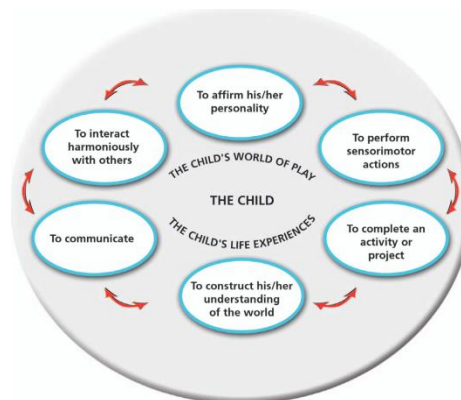 To affirm his/her
personality
To interact
harmoniously
with others
To perform
sensorimotor
actions
THE CHILD'S WORLD OF PLAY
THE CHILD
THE CHILD'S LIFE EXPERIENCES
To communicate
To complete an
activity or
project
To construct his/her
understanding
of the world